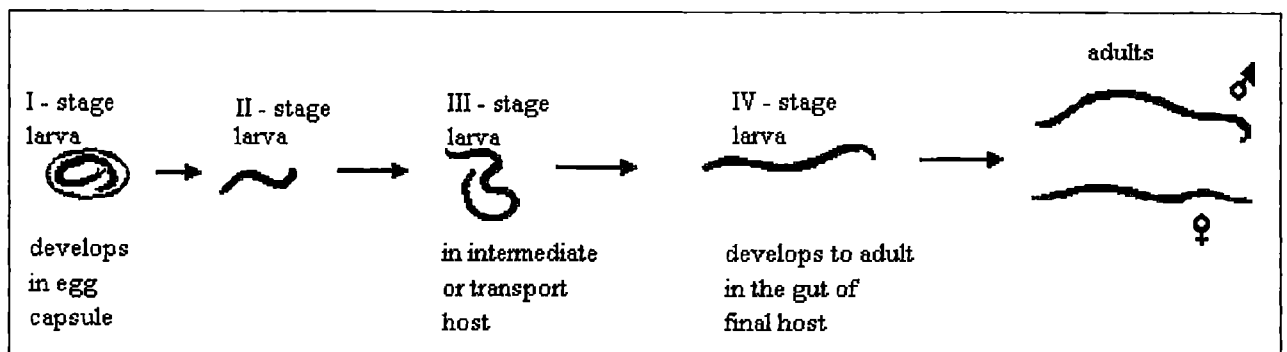 adults
I - stage
larva
II - stage
larva
III - stage
larva
IV - stage
larva
develops
in egg
capsule
in intermediate
or transport
host
develops to adult
in the gut of
final host